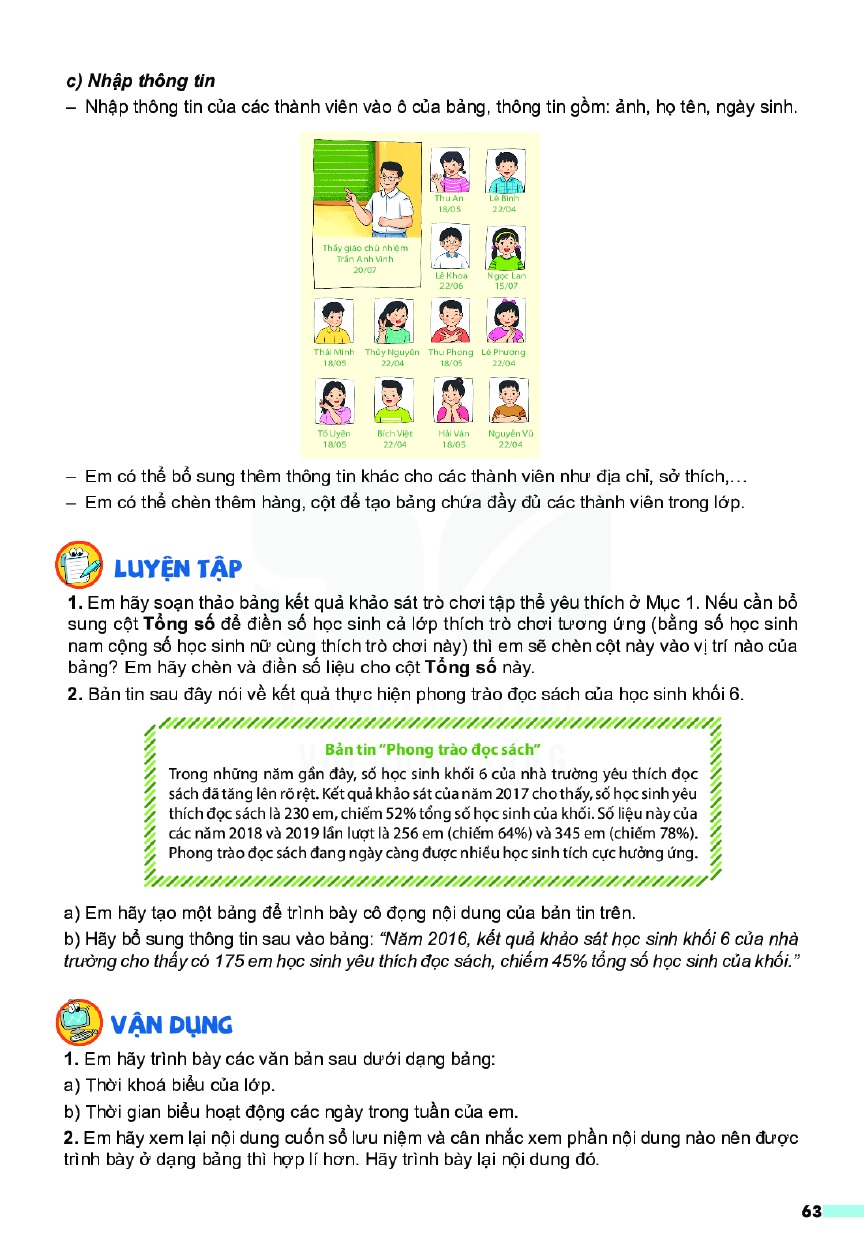 c) Nhập thông tin
– Nhập thông tin của các thành viên vào ô của bảng, thông tin gồm: ảnh, họ tên, ngày sinh.
Thầy giáo chủ nhiệm
Trần Anh Vinh
20/07
Thu An Lê Bình
18/05 22/04
Lê Khoa Ngọc Lan
22/06 15/07
Thái Minh Thủy Nguyên Thu Phong Lê Phương
18/05 22/04 18/05 22/04
Tố Uyên Bích Việt Hải Vân Nguyễn Vũ
18/05 22/04 18/05 22/04
– Em có thể bổ sung thêm thông tin khác cho các thành viên như địa chỉ, sở thích,…
– Em có thể chèn thêm hàng, cột để tạo bảng chứa đầy đủ các thành viên trong lớp.
LUYỆN TẬP
1. Em hãy soạn thảo bảng kết quả khảo sát trò chơi tập thể yêu thích ở Mục 1. Nếu cần bổ
sung cột Tổng số để điền số học sinh cả lớp thích trò chơi tương ứng (bằng số học sinh
nam cộng số học sinh nữ cùng thích trò chơi này) thì em sẽ chèn cột này vào vị trí nào của
bảng? Em hãy chèn và điền số liệu cho cột Tổng số này.
2. Bản tin sau đây nói về kết quả thực hiện phong trào đọc sách của học sinh khối 6.
Bản tin “Phong trào đọc sách”
Trong những năm gần đây, số học sinh khối 6 của nhà trường yêu thích đọc
sách đã tăng lên rõ rệt. Kết quả khảo sát của năm 2017 cho thấy, số học sinh yêu
thích đọc sách là 230 em, chiếm 52% tổng số học sinh của khối. Số liệu này của
các năm 2018 và 2019 lần lượt là 256 em (chiếm 64%) và 345 em (chiếm 78%).
Phong trào đọc sách đang ngày càng được nhiều học sinh tích cực hưởng ứng.
a) Em hãy tạo một bảng để trình bày cô đọng nội dung của bản tin trên.
b) Hãy bổ sung thông tin sau vào bảng: “Năm 2016, kết quả khảo sát học sinh khối 6 của nhà
trường cho thấy có 175 em học sinh yêu thích đọc sách, chiếm 45% tổng số học sinh của khối.”
VẬN DỤNG
1. Em hãy trình bày các văn bản sau dưới dạng bảng:
a) Thời khoá biểu của lớp.
b) Thời gian biểu hoạt động các ngày trong tuần của em.
2. Em hãy xem lại nội dung cuốn sổ lưu niệm và cân nhắc xem phần nội dung nào nên được
trình bày ở dạng bảng thì hợp lí hơn. Hãy trình bày lại nội dung đó.
63